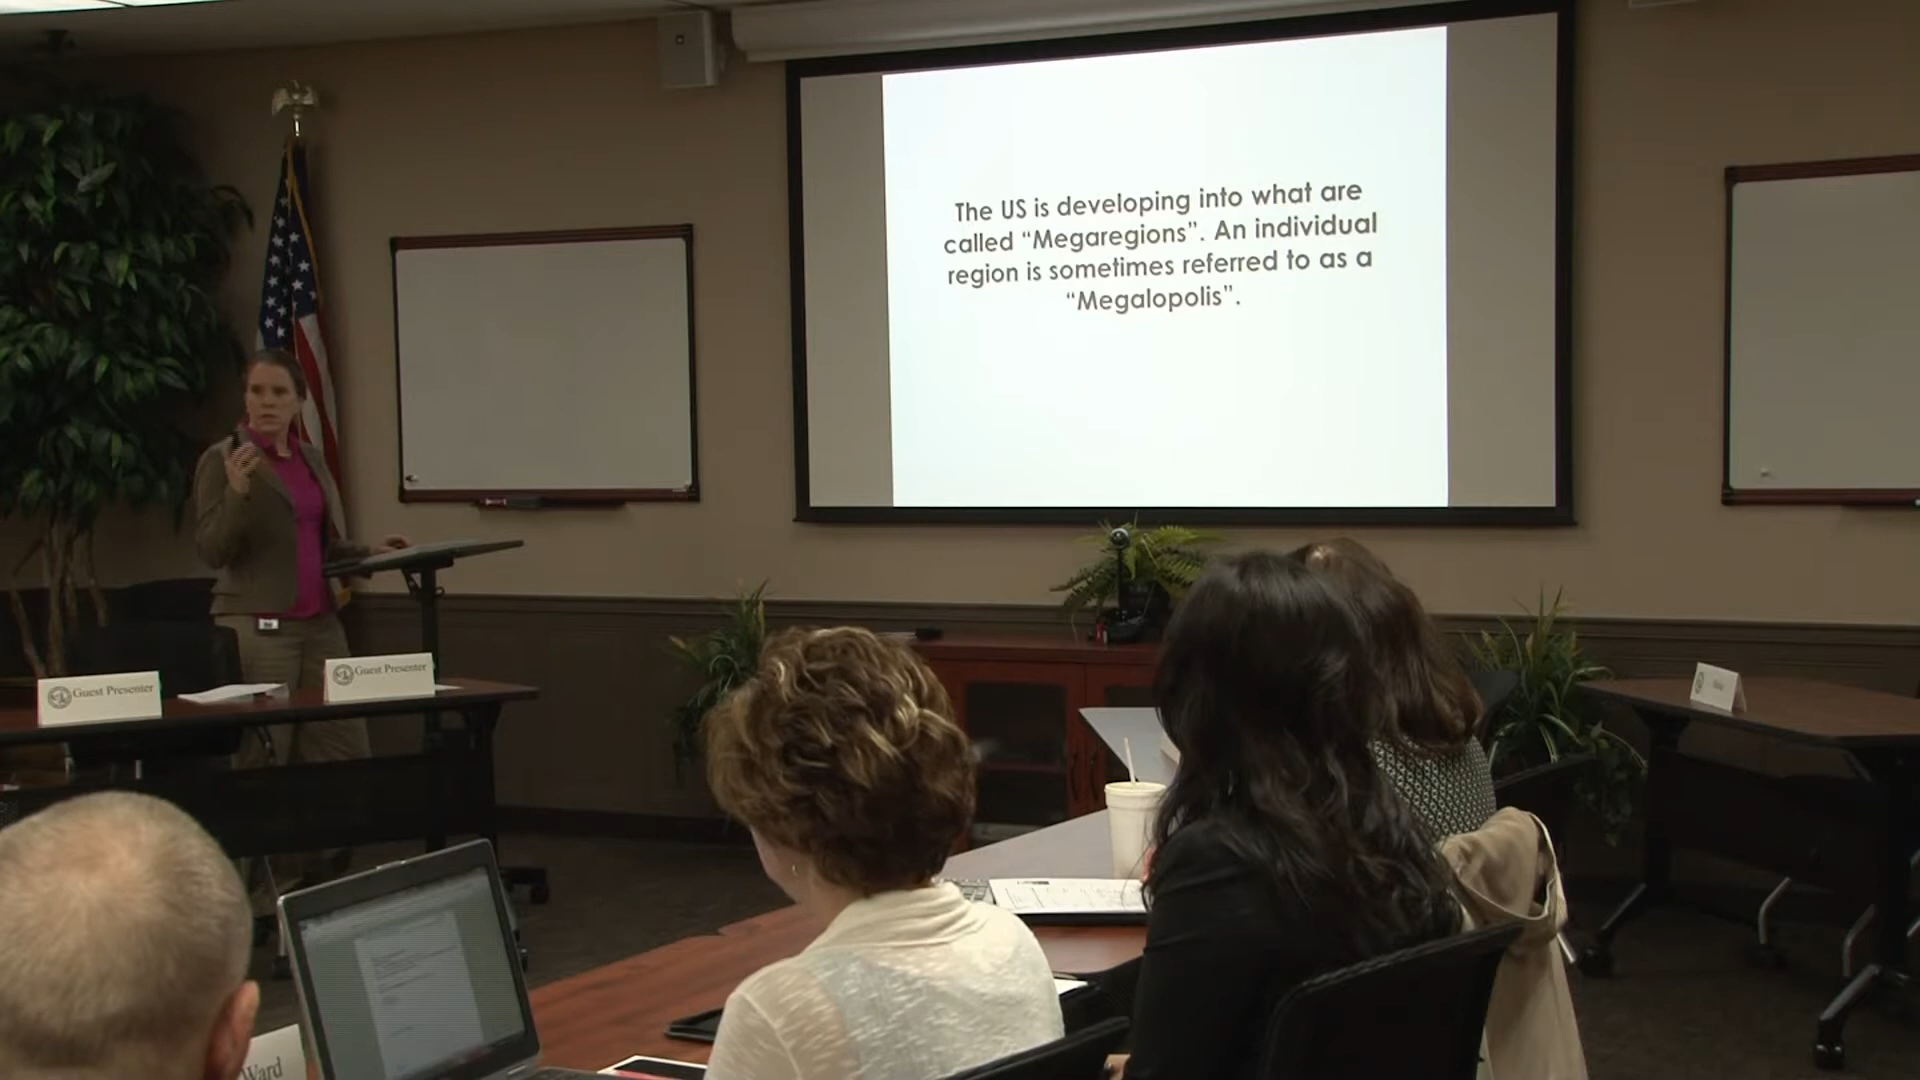 The US is developing into what are
called “Megaregions”. An individual
region is sometimes referred to as a
“Megalopolis”.
Guest Presenter
Guest Presenter
Ward